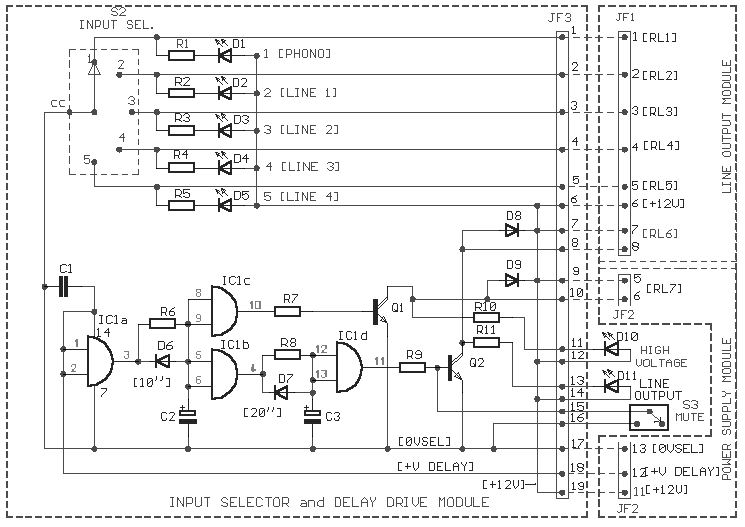 S2
INPUT SEL.
JF3
JF1
R1
D1
1 [PHONO]
1
1 [RL1]
1
2
2
2 [RL2]
R2
D2
2 [LINE 1]
CC
3
3
3 [RL3]
R3
D3
3 [LINE 2]
4
4
4 [RL4]
R4
D4
4 [LINE 3]
5
5
5 [RL5]
R5
D5
5 [LINE 4]
6
6 [+12V]
D8
7
7
[RL6]
8
8
LINE OUTPUT MODULE
C1
IC1c
D9
9
5
[RL7]
10
6
JF2
8
9
10
R7
Q1
R10
IC1a
14
R6
IC1b
R8
IC1d
R11
11
D10
HIGH
VOLTAGE
12
1
2
3
D6
[10"]
5
6
4
D7
[20"]
12
13
11
R9
Q2
13
D11
LINE
OUTPUT
14
7
C2
C3
15
S3
MUTE
16
[0VSEL]
17
13 [0VSEL]
[+V DELAY]
18
12 [+V DELAY]
[+12V]
19
11 [+12V]
JF2
POWER SUPPLY MODULE
INPUT SELECTOR and DELAY DRIVE MODULE